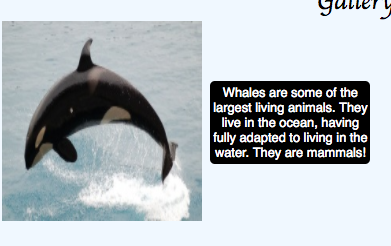 Gallery
Whales are some of the
largest living animals. They
live in the ocean, having
fully adapted to living in the
water. They are mammals!